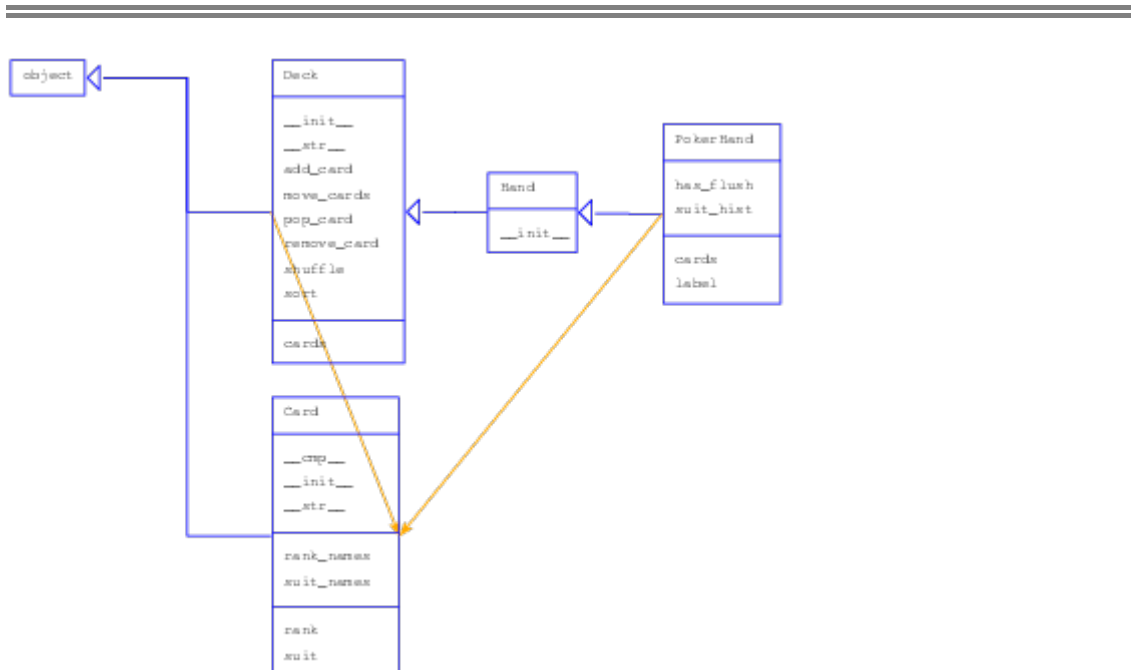 object
Deck
__init__
__str__
add_card
move_cards
pop_card
remove_card
shuffle
sort
cards
Hand
__init__
PokerHand
has_flush
suit_hist
cards
label
Card
__cmp__
__init__
__str__
rank_names
suit_names
rank
suit